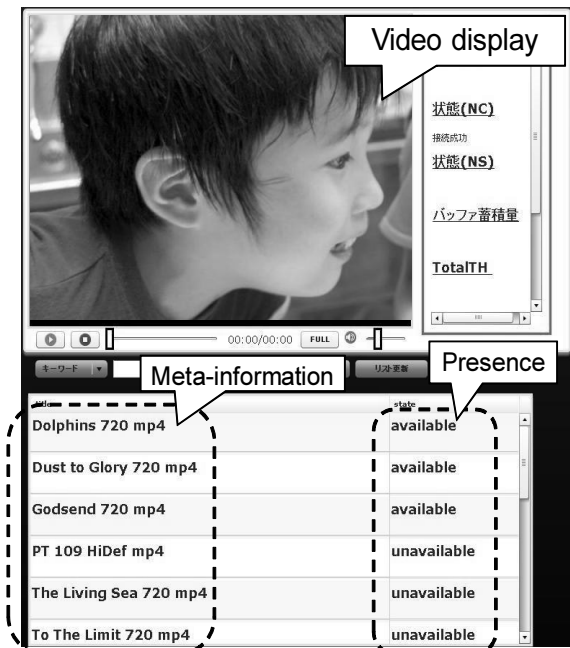 Video display
状態(NC)
接続成功
状態(NS)
バッファ蓄積量
TotalTH
00:00/00:00 FULL
キーワード
リスト更新
Meta-information
Presence
title state
Dolphins 720 mp4 available
Dust to Glory 720 mp4 available
Godsend 720 mp4 available
PT 109 HiDef mp4 unavailable
The Living Sea 720 mp4 unavailable
To The Limit 720 mp4 unavailable